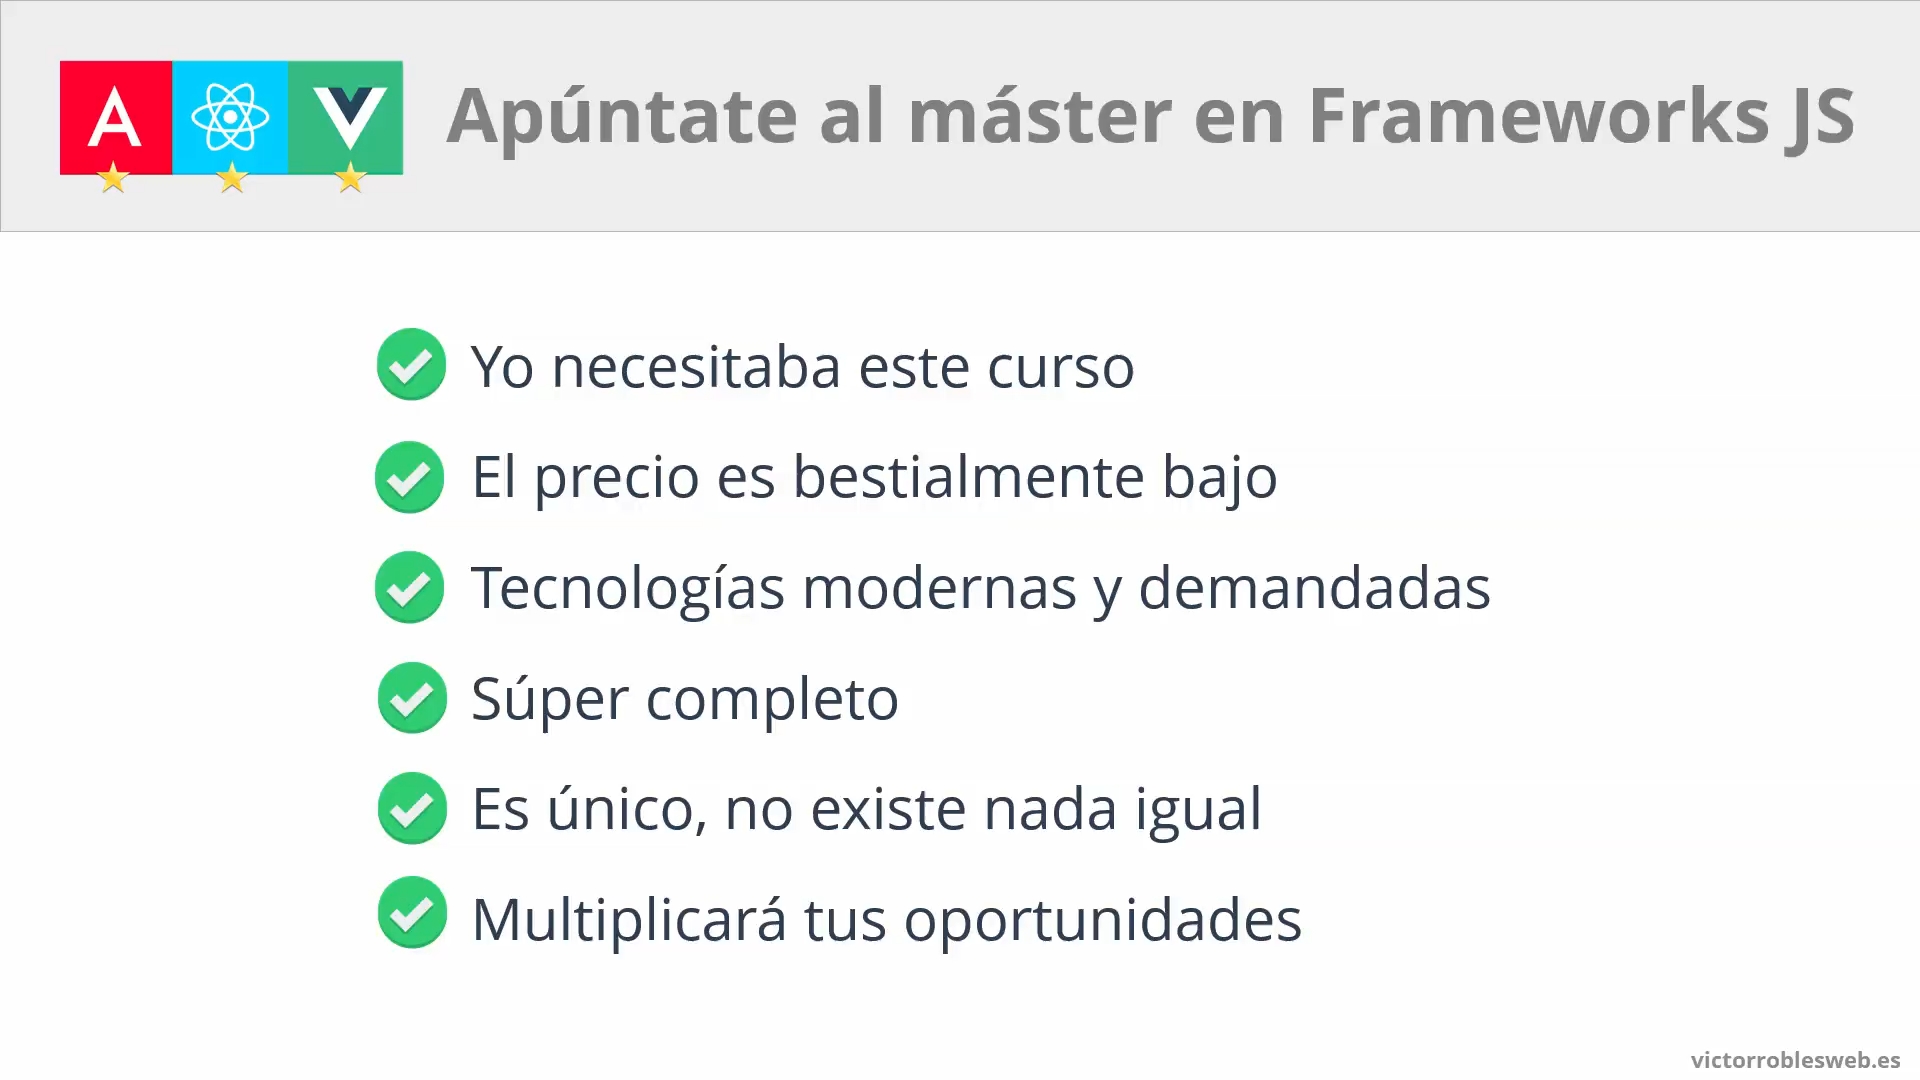 Apúntate al máster en Frameworks JS
Yo necesitaba este curso
El precio es bestialmente bajo
Tecnologías modernas y demandadas
Súper completo
Es único, no existe nada igual
Multiplicará tus oportunidades
victorroblesweb.es